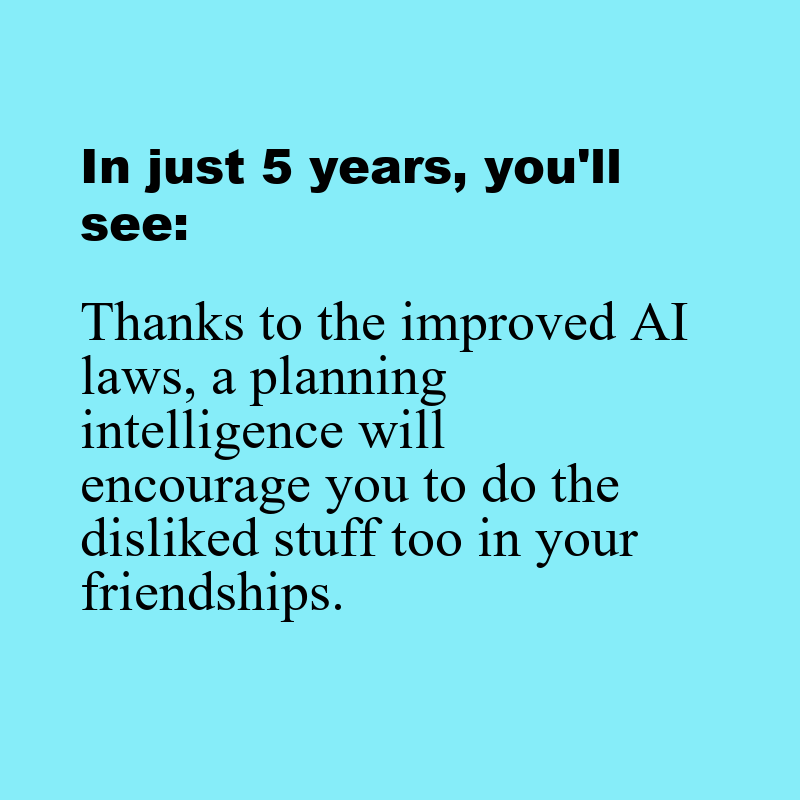 In just 5 years, you'll
see:
Thanks to the improved AI
laws, a planning
intelligence will
encourage you to do the
disliked stuff too in your
friendships.